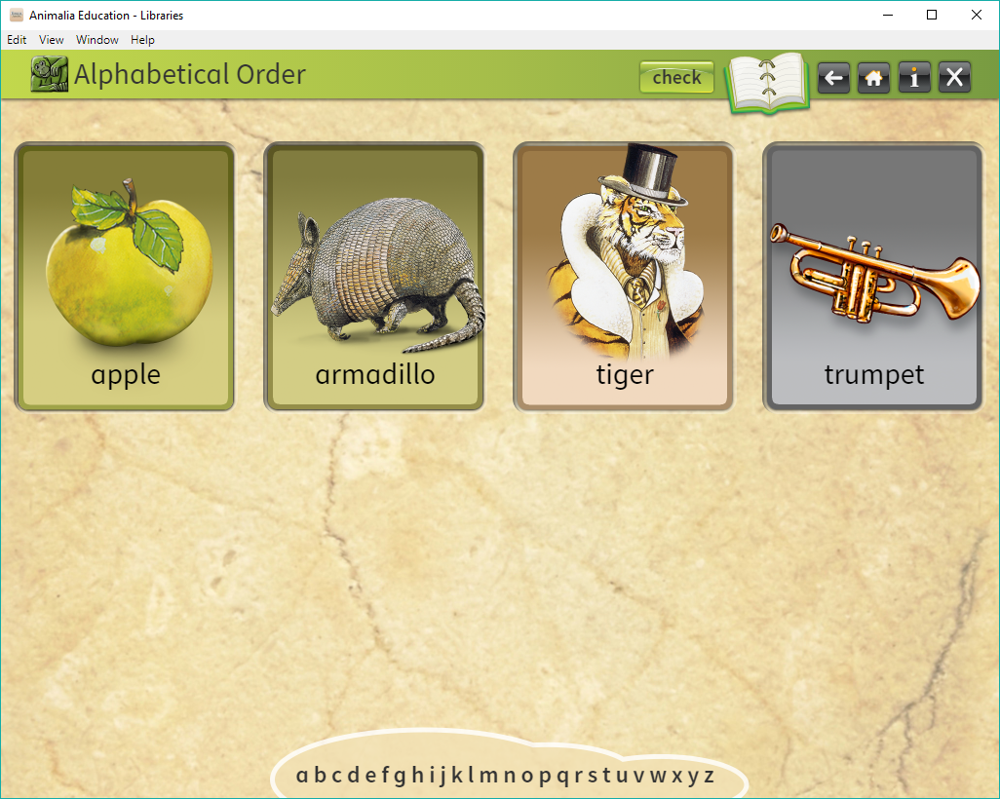 Animalia Education - Libraries
Edit View Window Help
Alphabetical Order
check
i
X
apple
armadillo
tiger
trumpet
a b c d e f g h i j k l m n o p q r s t u v w x y z